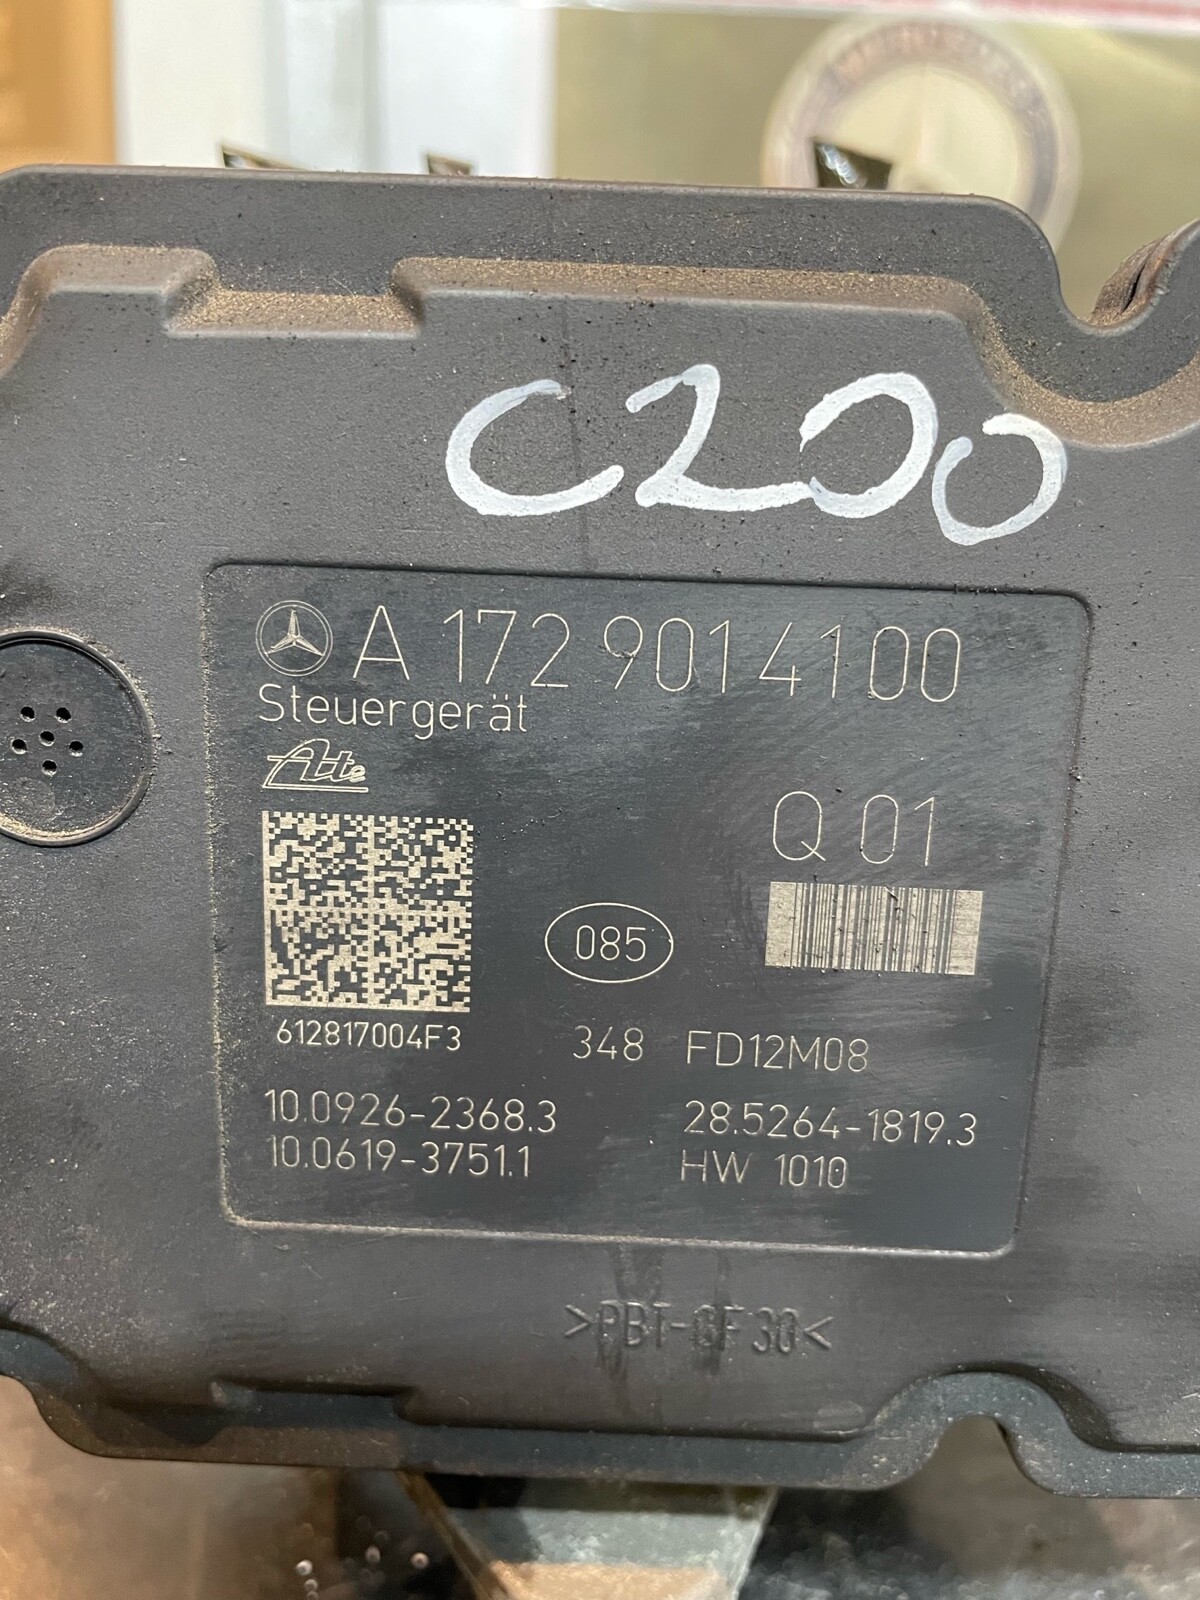 C200
A 172 901 41 00
Steuergerät
Ate
Q 01
085
612817004F3
348 FD12M08
10.0926-2368.3 28.5264-1819.3
10.0619-3751.1 HW 1010
>PBT-GF30<